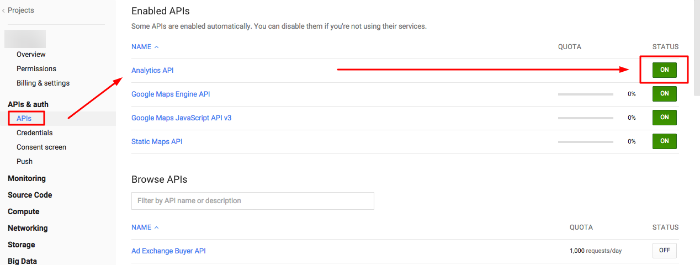 Projects
Overview
Permissions
Billing & settings
APIs & auth
APIs
Credentials
Consent screen
Push
Monitoring
Source Code
Compute
Networking
Storage
Big Data
Enabled APIs
Some APIs are enabled automatically. You can disable them if you're not using their services.
NAME QUOTA STATUS
Analytics API ON
Google Maps Engine API 0% ON
Google Maps JavaScript API v3 0% ON
Static Maps API 0% ON
Browse APIs
Filter by API name or description
NAME QUOTA STATUS
Ad Exchange Buyer API 1,000 requests/day OFF